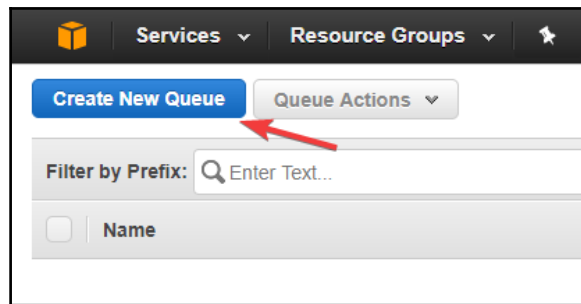 Services Resource Groups
Create New Queue Queue Actions
Filter by Prefix: Enter Text...
Name